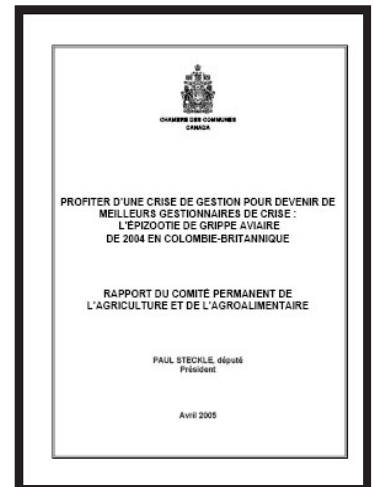 CHAMBRE DES COMMUNES
CANADA
PROFITER D'UNE CRISE DE GESTION POUR DEVENIR DE
MEILLEURS GESTIONNAIRES DE CRISE :
L'ÉPIZOOTIE DE GRIPPE AVIAIRE
DE 2004 EN COLOMBIE-BRITANNIQUE
RAPPORT DU COMITÉ PERMANENT DE
L'AGRICULTURE ET DE L'AGROALIMENTAIRE
PAUL STECKLE, député
Président
Avril 2005